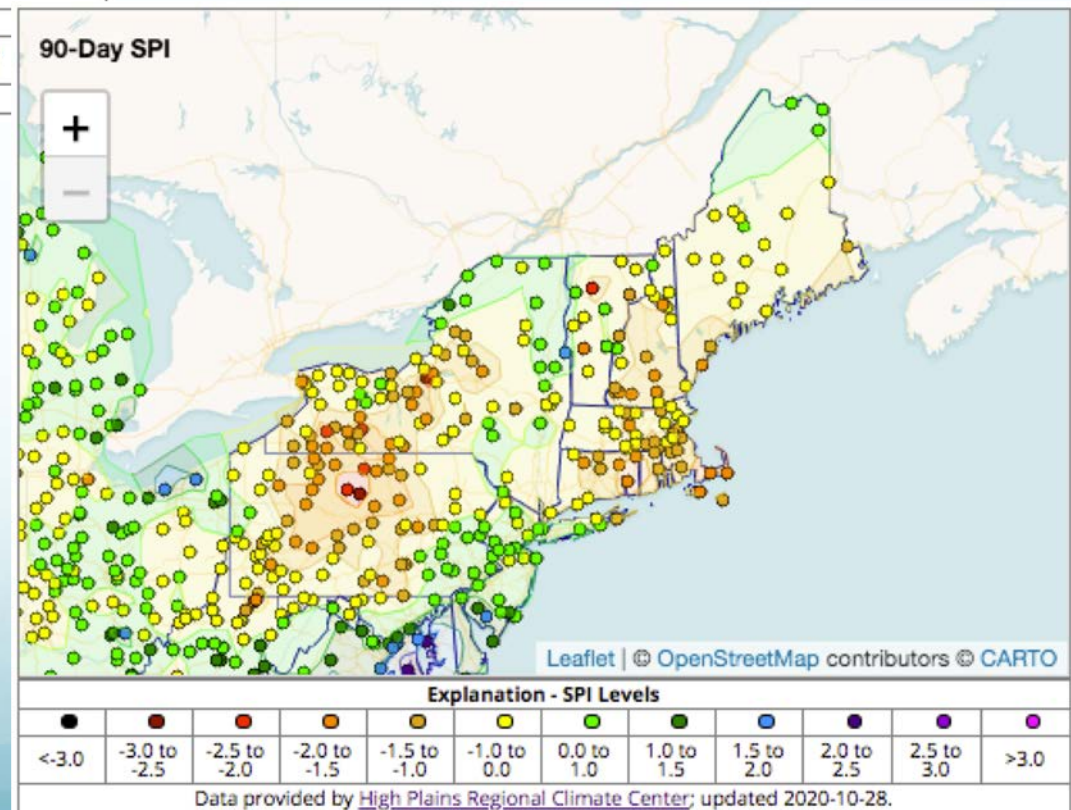 90-Day SPI
+
−
Leaflet | © OpenStreetMap contributors © CARTO
Explanation - SPI Levels
<-3.0 -3.0 to -2.5 -2.5 to -2.0 -2.0 to -1.5 -1.5 to -1.0 -1.0 to 0.0 0.0 to 1.0 1.0 to 1.5 1.5 to 2.0 2.0 to 2.5 2.5 to 3.0 >3.0
Data provided by High Plains Regional Climate Center; updated 2020-10-28.